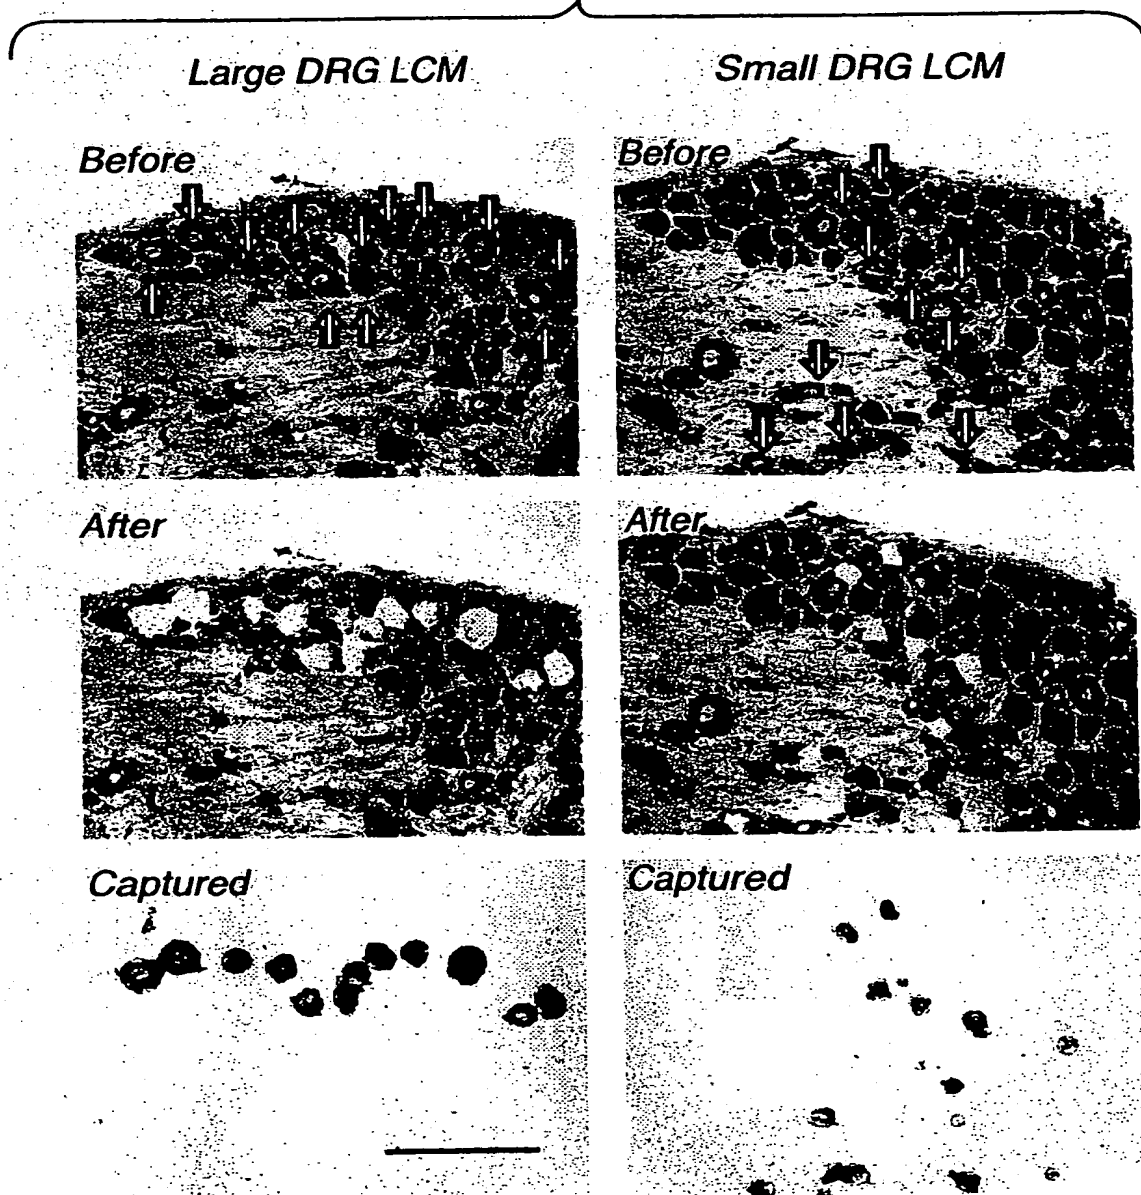 Large DRG LCM
Small DRG LCM
Before
Before
After
After
Captured
Captured